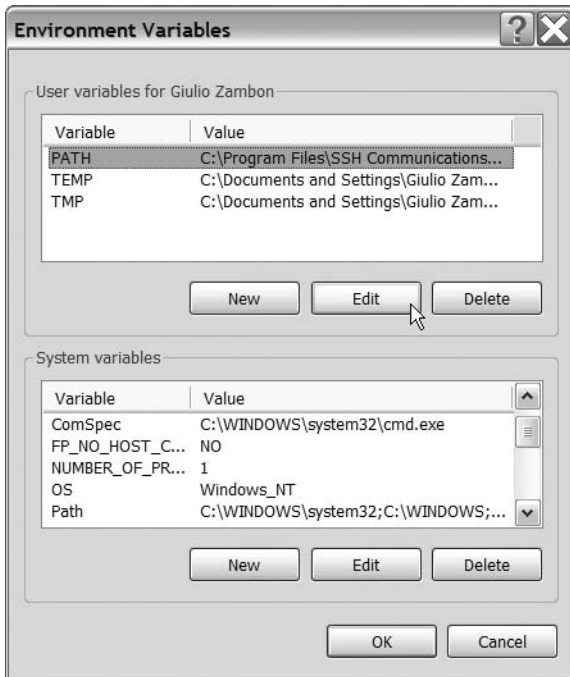 Environment Variables
User variables for Giulio Zambon
Variable Value
PATH C:\Program Files\SSH Communications...
TEMP C:\Documents and Settings\Giulio Zam...
TMP C:\Documents and Settings\Giulio Zam...
New Edit Delete
System variables
Variable Value
ComSpec C:\WINDOWS\system32\cmd.exe
FP_NO_HOST_C... NO
NUMBER_OF_PR... 1
OS Windows_NT
Path C:\WINDOWS\system32;C:\WINDOWS;...
New Edit Delete
OK Cancel